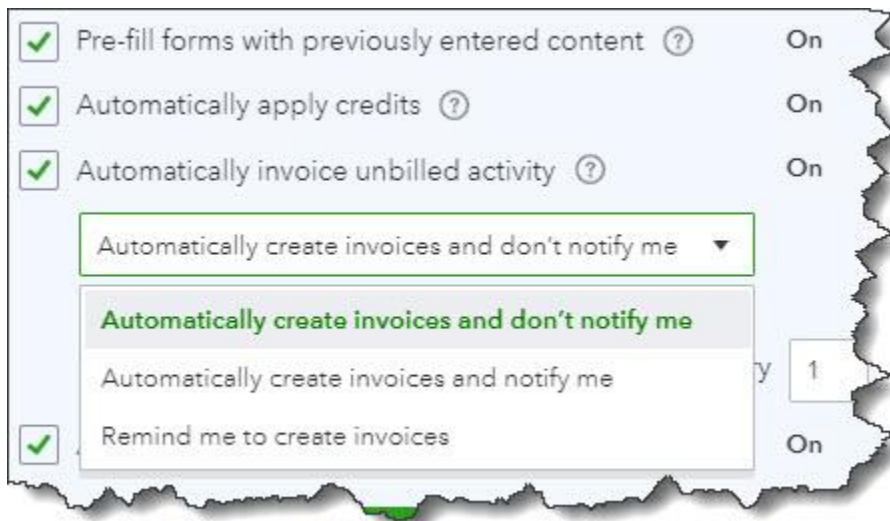 Pre-fill forms with previously entered content ? On
Automatically apply credits ? On
Automatically invoice unbilled activity ? On
Automatically create invoices and don't notify me
Automatically create invoices and don't notify me
Automatically create invoices and notify me
1
Remind me to create invoices
On